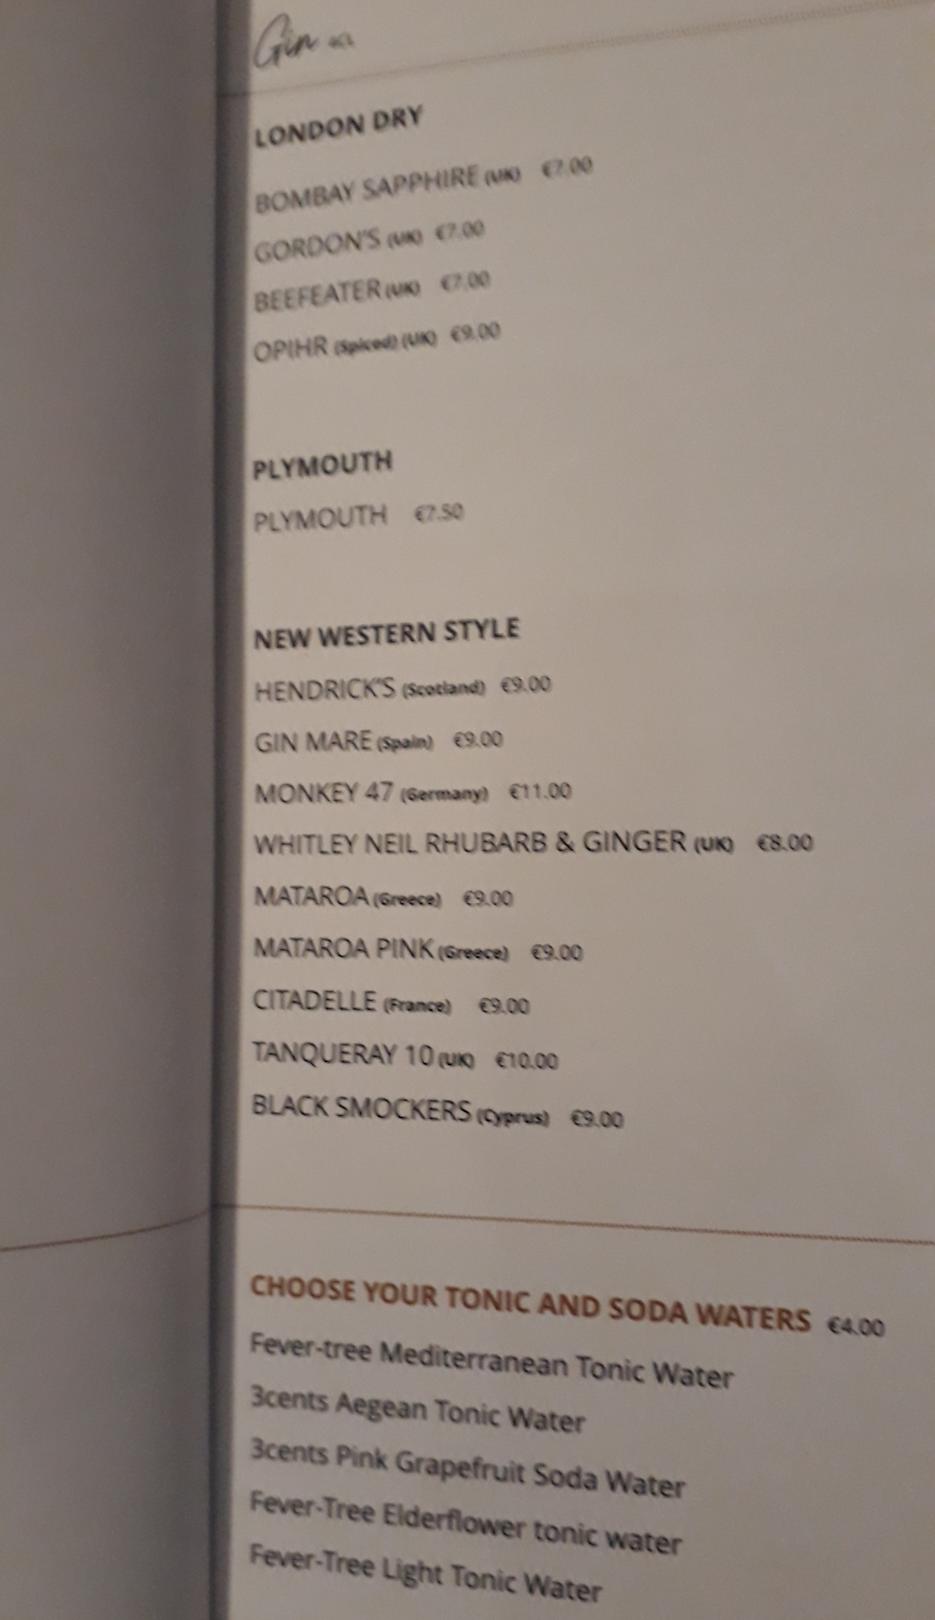 Gin 4CL
LONDON DRY
BOMBAY SAPPHIRE (UK) €7.00
GORDON'S (UK) €7.00
BEEFEATER (UK) €7.00
OPIHR (Spiced) (UK) €9.00
PLYMOUTH
PLYMOUTH €7.50
NEW WESTERN STYLE
HENDRICK'S (Scotland) €9.00
GIN MARE (Spain) €9.00
MONKEY 47 (Germany) €11.00
WHITLEY NEIL RHUBARB & GINGER (UK) €8.00
MATAROA (Greece) €9.00
MATAROA PINK (Greece) €9.00
CITADELLE (France) €9.00
TANQUERAY 10 (UK) €10.00
BLACK SMOCKERS (Cyprus) €9.00
CHOOSE YOUR TONIC AND SODA WATERS €4.00
Fever-tree Mediterranean Tonic Water
3cents Aegean Tonic Water
3cents Pink Grapefruit Soda Water
Fever-Tree Elderflower tonic water
Fever-Tree Light Tonic Water